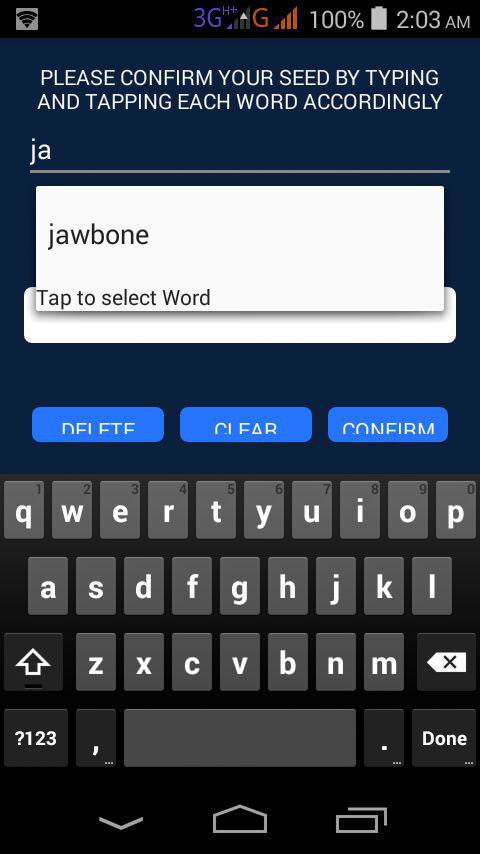 3G H+ G 100% 2:03 AM
PLEASE CONFIRM YOUR SEED BY TYPING
AND TAPPING EACH WORD ACCORDINGLY
ja
jawbone
Tap to select Word
DELETE CLEAR CONFIRM
1 2 3 4 5 6 7 8 9 0
q w e r t y u i o p
a s d f g h j k l
z x c v b n m
?123 , ... . ... Done ...